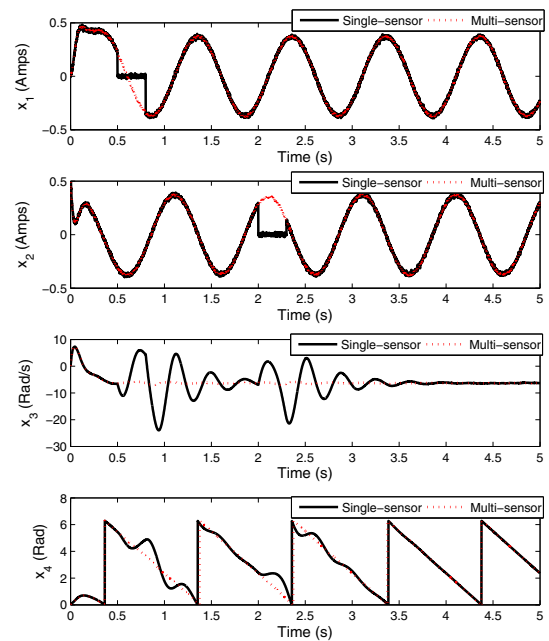 Single-sensor Multi-sensor
0.5
0
-0.5
x1 (Amps)
0 0.5 1 1.5 2 2.5 3 3.5 4 4.5 5
Time (s)
Single-sensor Multi-sensor
0.5
0
-0.5
x2 (Amps)
0 0.5 1 1.5 2 2.5 3 3.5 4 4.5 5
Time (s)
Single-sensor Multi-sensor
10
0
-10
-20
-30
x3 (Rad/s)
0 0.5 1 1.5 2 2.5 3 3.5 4 4.5 5
Time (s)
Single-sensor Multi-sensor
8
6
4
2
0
x4 (Rad)
0 0.5 1 1.5 2 2.5 3 3.5 4 4.5 5
Time (s)